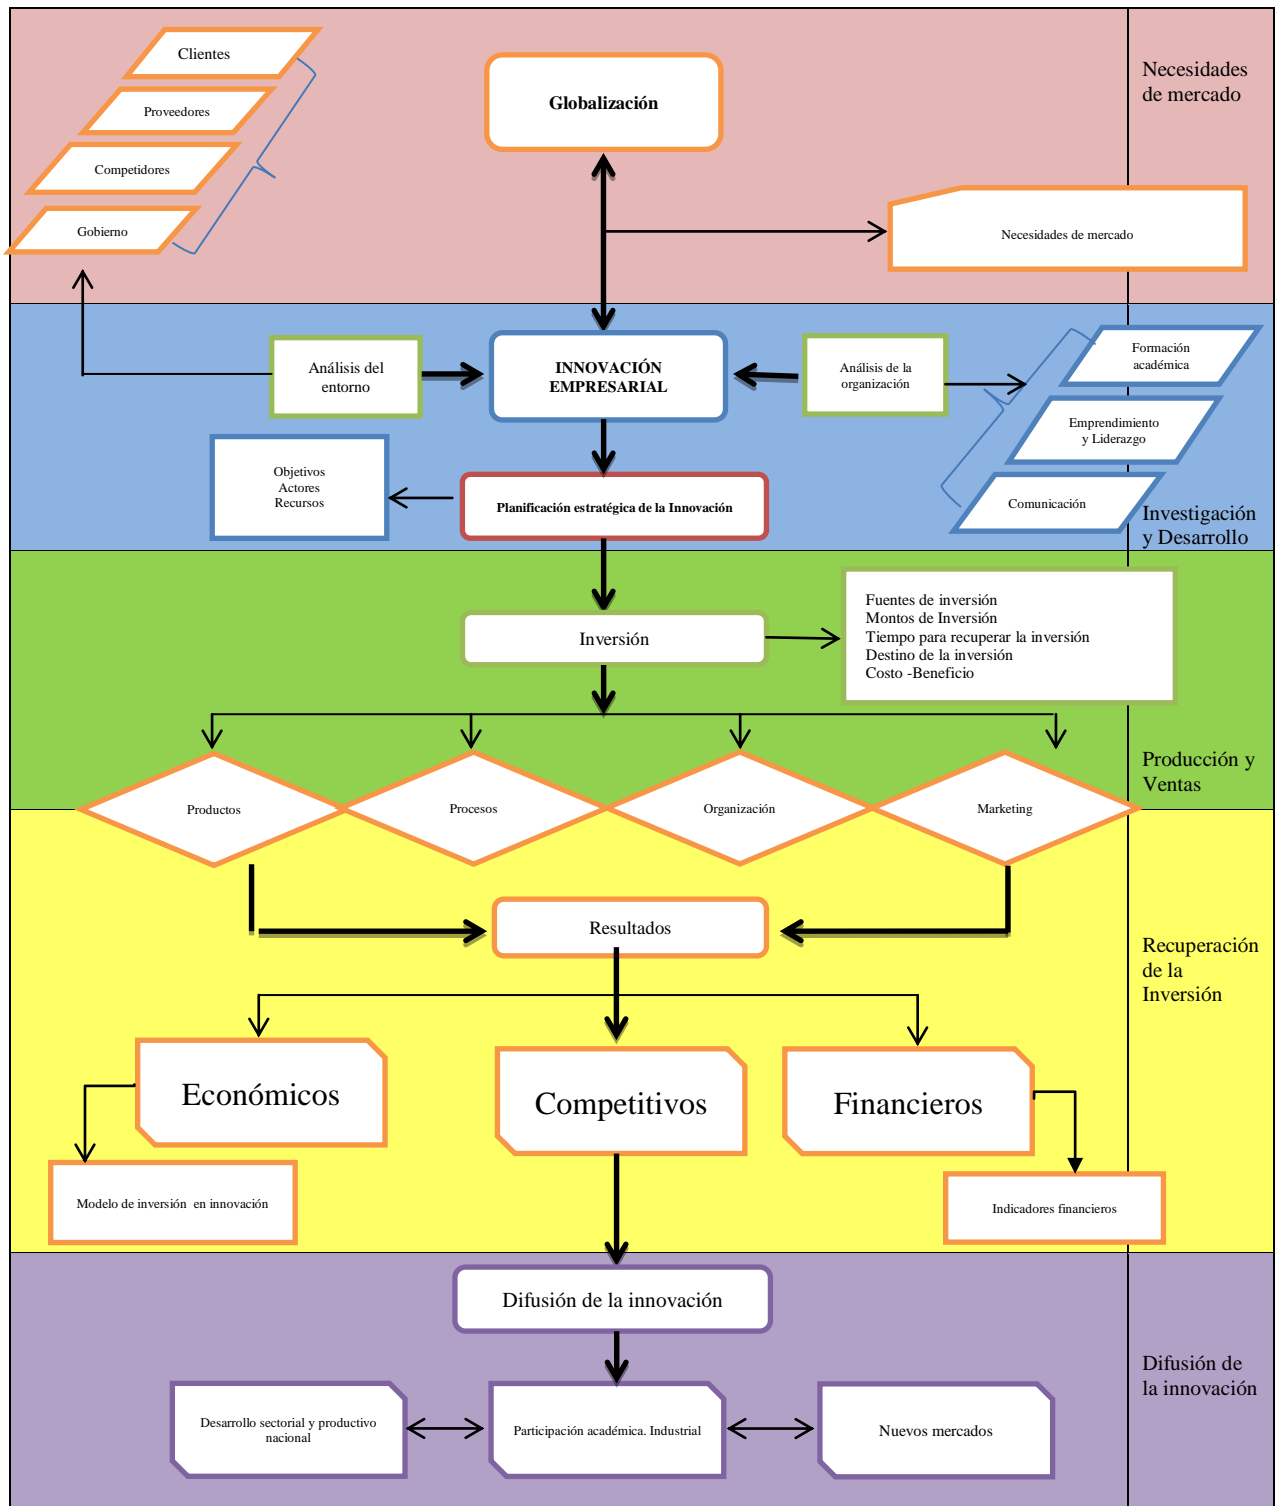 Clientes
Proveedores
Competidores
Gobierno
Globalización
Necesidades
de mercado
Necesidades de mercado
Análisis del
entorno
INNOVACIÓN
EMPRESARIAL
Análisis de la
organización
Formación
académica
Emprendimiento
y Liderazgo
Comunicación
Objetivos
Actores
Recursos
Planificación estratégica de la Innovación
Investigación
y Desarrollo
Inversión
Fuentes de inversión
Montos de Inversión
Tiempo para recuperar la inversión
Destino de la inversión
Costo -Beneficio
Producción y
Ventas
Productos
Procesos
Organización
Marketing
Resultados
Recuperación
de la
Inversión
Económicos
Competitivos
Financieros
Modelo de inversión  en innovación
Indicadores financieros
Difusión de la innovación
Difusión de
la innovación
Desarrollo sectorial y productivo
nacional
Participación académica. Industrial
Nuevos mercados